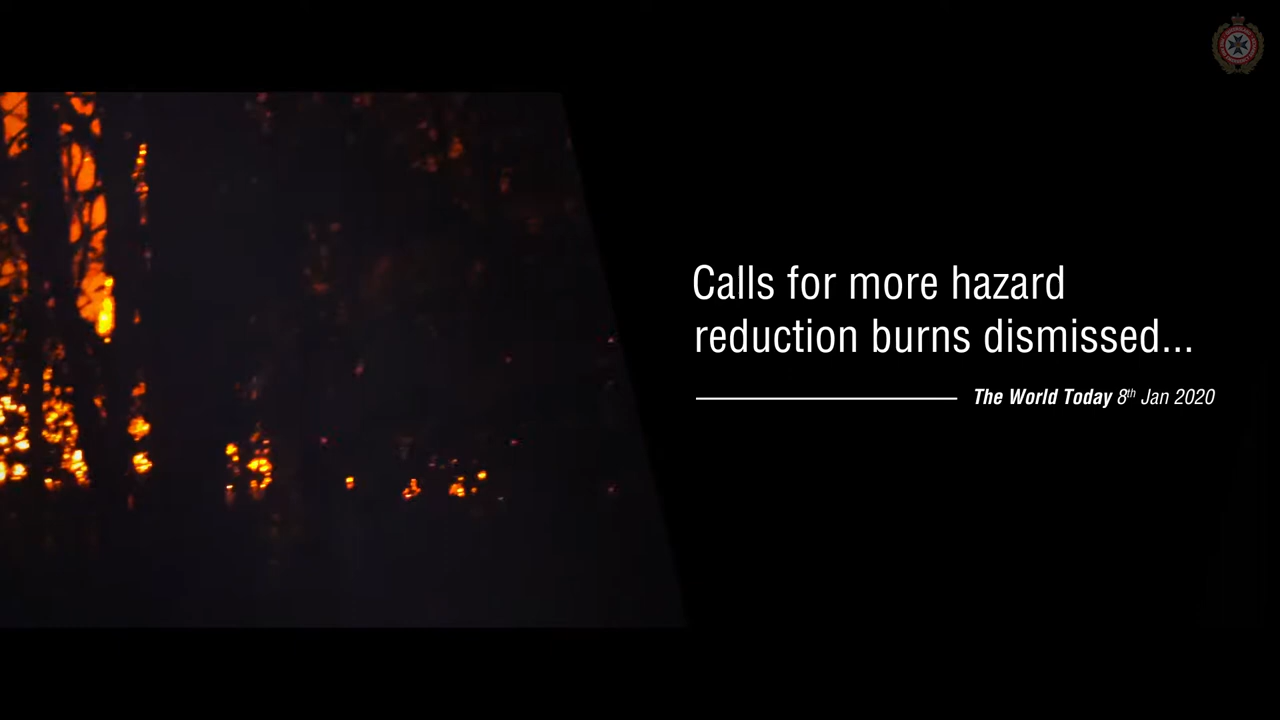 Calls for more hazard
reduction burns dismissed...
The World Today 8th Jan 2020